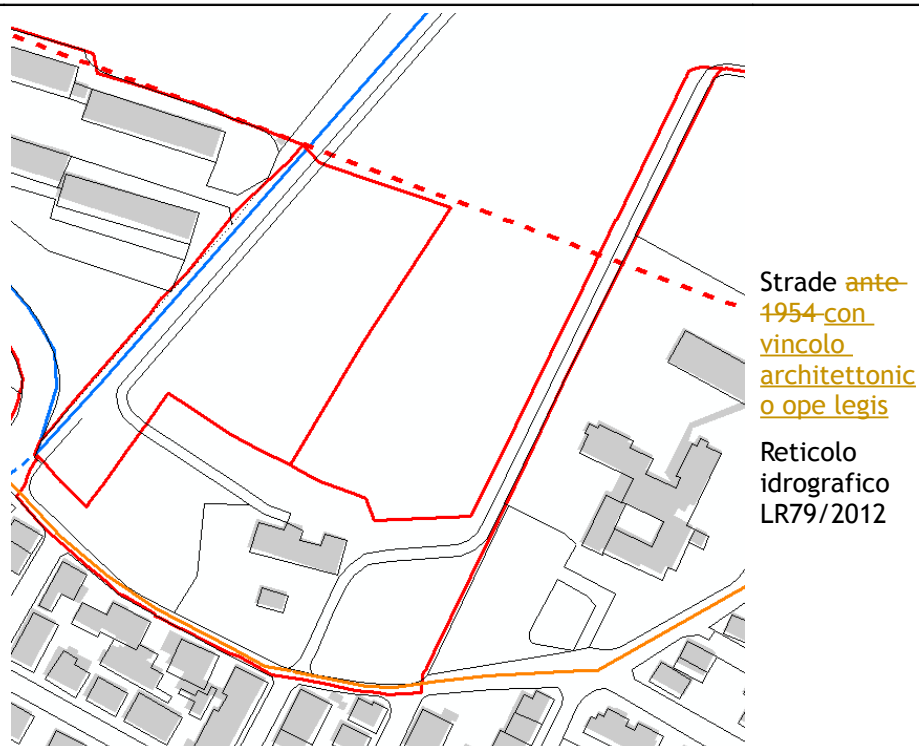 Strade ante
1954 con
vincolo
architettonic
o ope legis
Reticolo
idrografico
LR79/2012